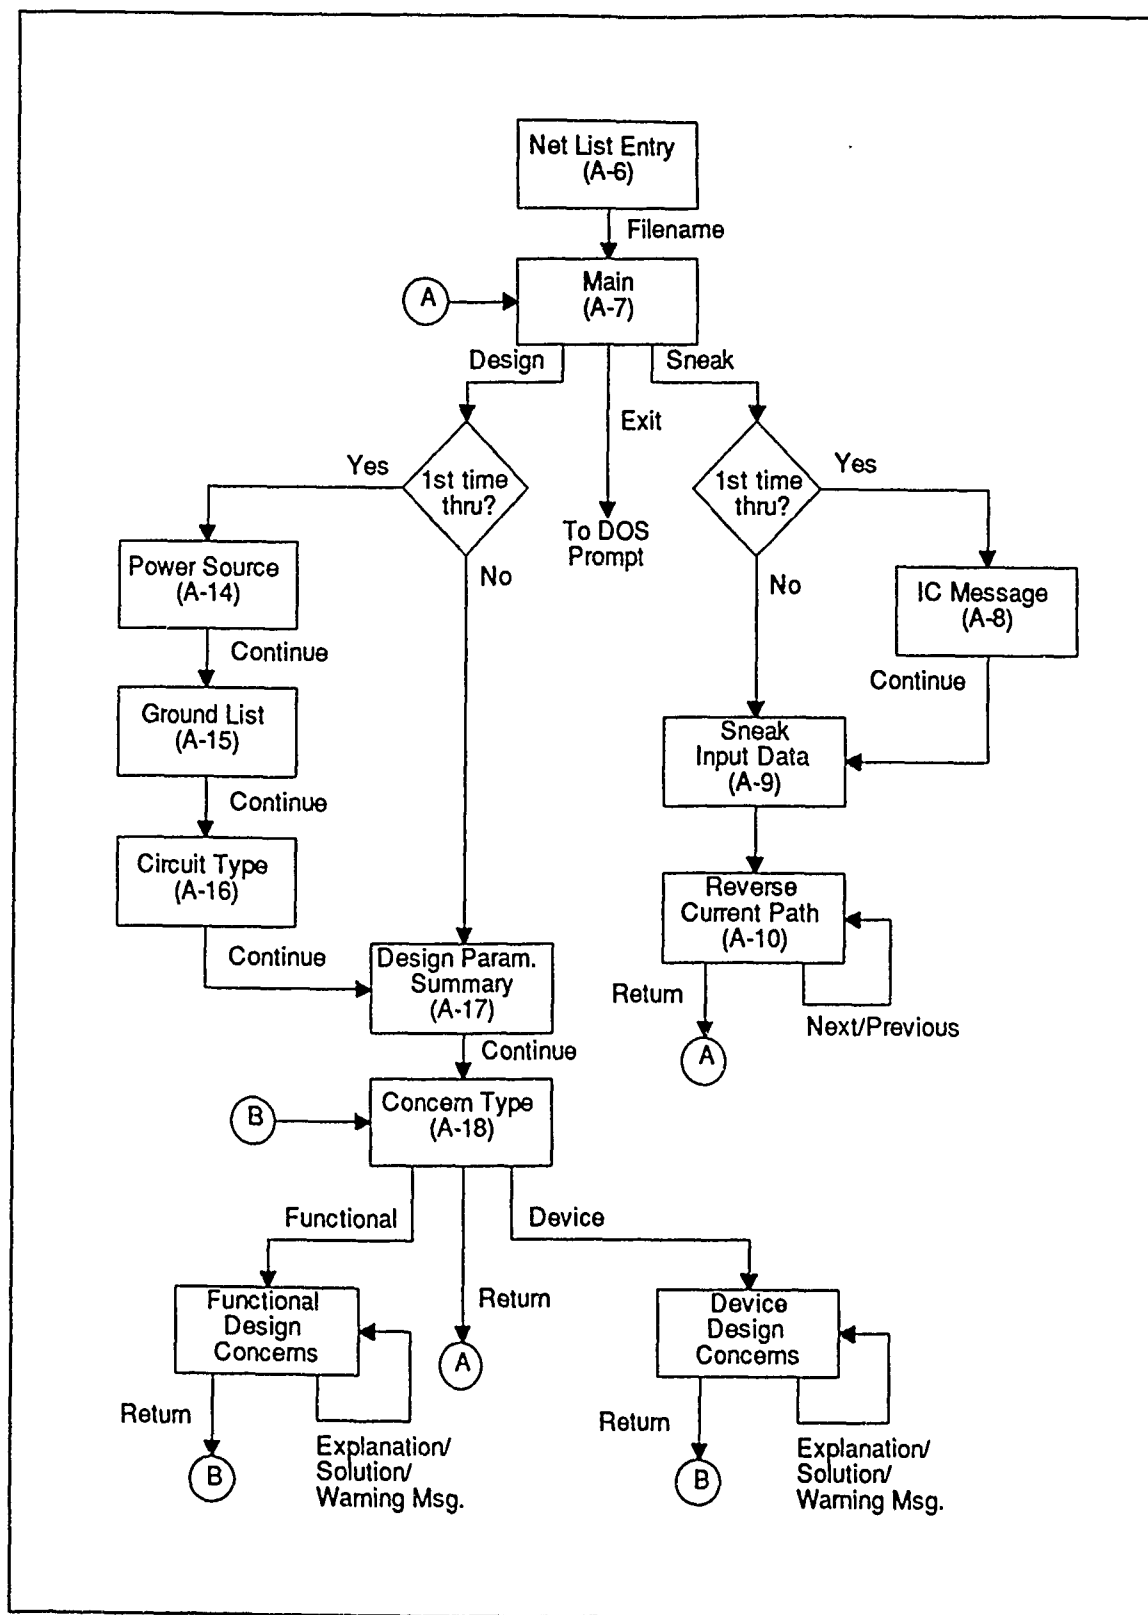 Net List Entry
(A-6)
Filename
Main
(A-7)
A
Design
Sneak
Exit
Yes
1st time
thru?
Yes
1st time
thru?
To DOS
Prompt
No
No
Power Source
(A-14)
IC Message
(A-8)
Continue
Continue
Ground List
(A-15)
Sneak
Input Data
(A-9)
Continue
Circuit Type
(A-16)
Reverse
Current Path
(A-10)
Continue
Design Param.
Summary
(A-17)
Return
Next/Previous
A
Continue
Concern Type
(A-18)
B
Functional
Device
Return
Functional
Design
Concerns
A
Device
Design
Concerns
Return
B
Explanation/
Solution/
Warning Msg.
Return
B
Explanation/
Solution/
Warning Msg.